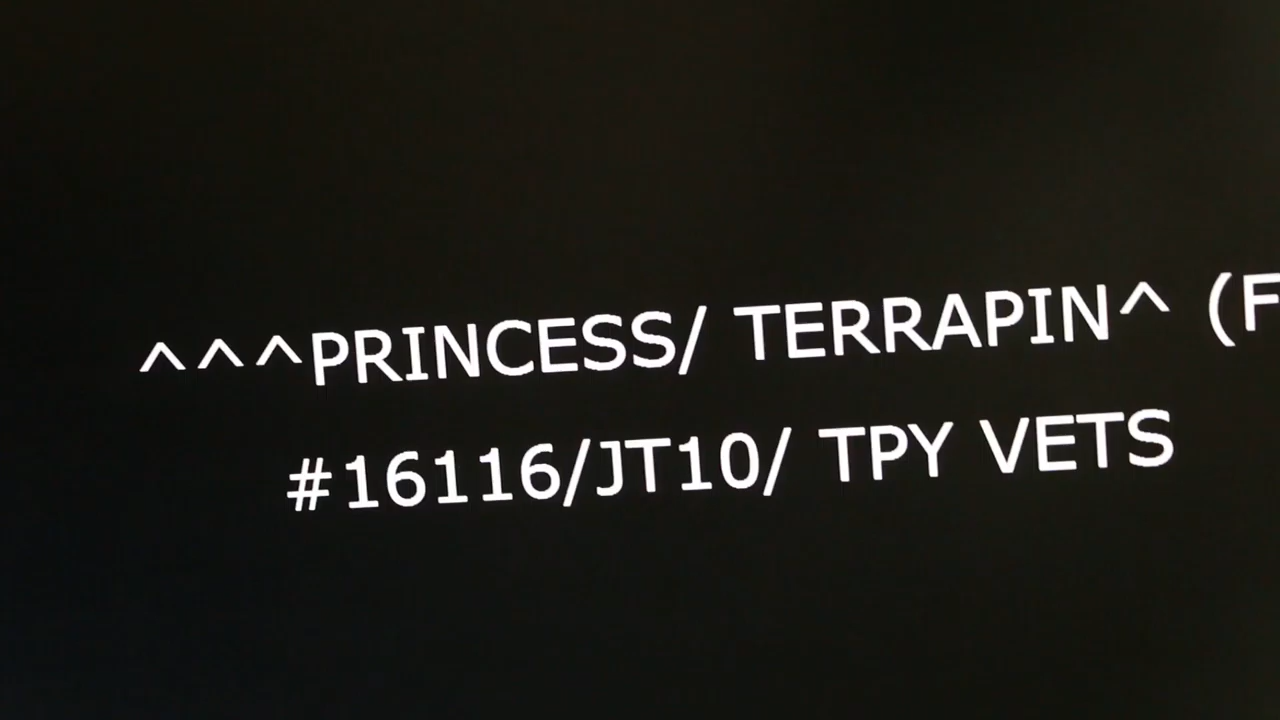 ^^^PRINCESS/ TERRAPIN^ (F
#16116/JT10/ TPY VETS